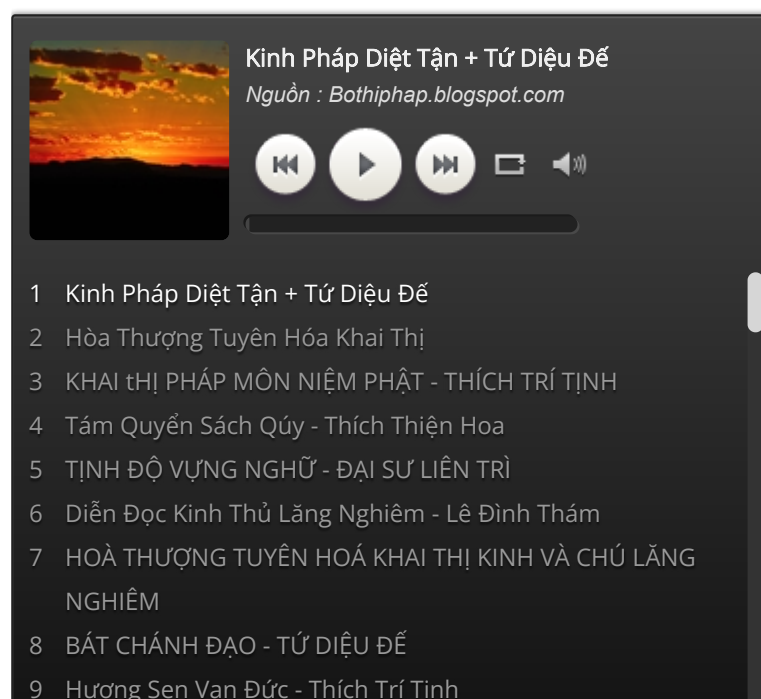 Kinh Pháp Diệt Tận + Tứ Diệu Đế
Nguồn : Bothiphap.blogspot.com
1 Kinh Pháp Diệt Tận + Tứ Diệu Đế
2 Hòa Thượng Tuyên Hóa Khai Thị
3 KHAI tHỊ PHÁP MÔN NIỆM PHẬT - THÍCH TRÍ TỊNH
4 Tám Quyển Sách Qúy - Thích Thiện Hoa
5 TỊNH ĐỘ VỰNG NGHỮ - ĐẠI SƯ LIÊN TRÌ
6 Diễn Đọc Kinh Thủ Lăng Nghiêm - Lê Đình Thám
7 HOÀ THƯỢNG TUYÊN HOÁ KHAI THỊ KINH VÀ CHÚ LĂNG
NGHIÊM
8 BÁT CHÁNH ĐẠO - TỨ DIỆU ĐẾ
9 Hương Sen Vạn Đức - Thích Trí Tịnh